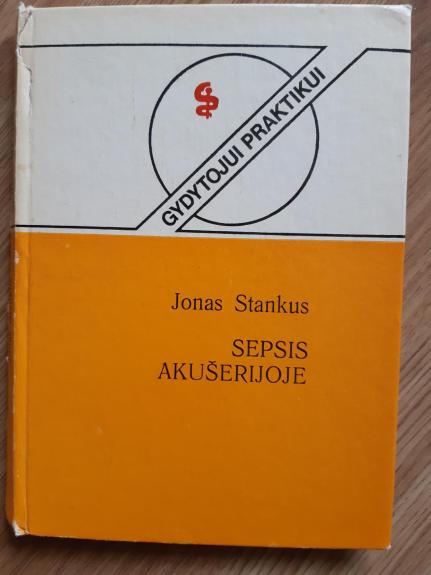 GYDYTOJUI PRAKTIKUI
Jonas Stankus
SEPSIS
AKUŠERIJOJE